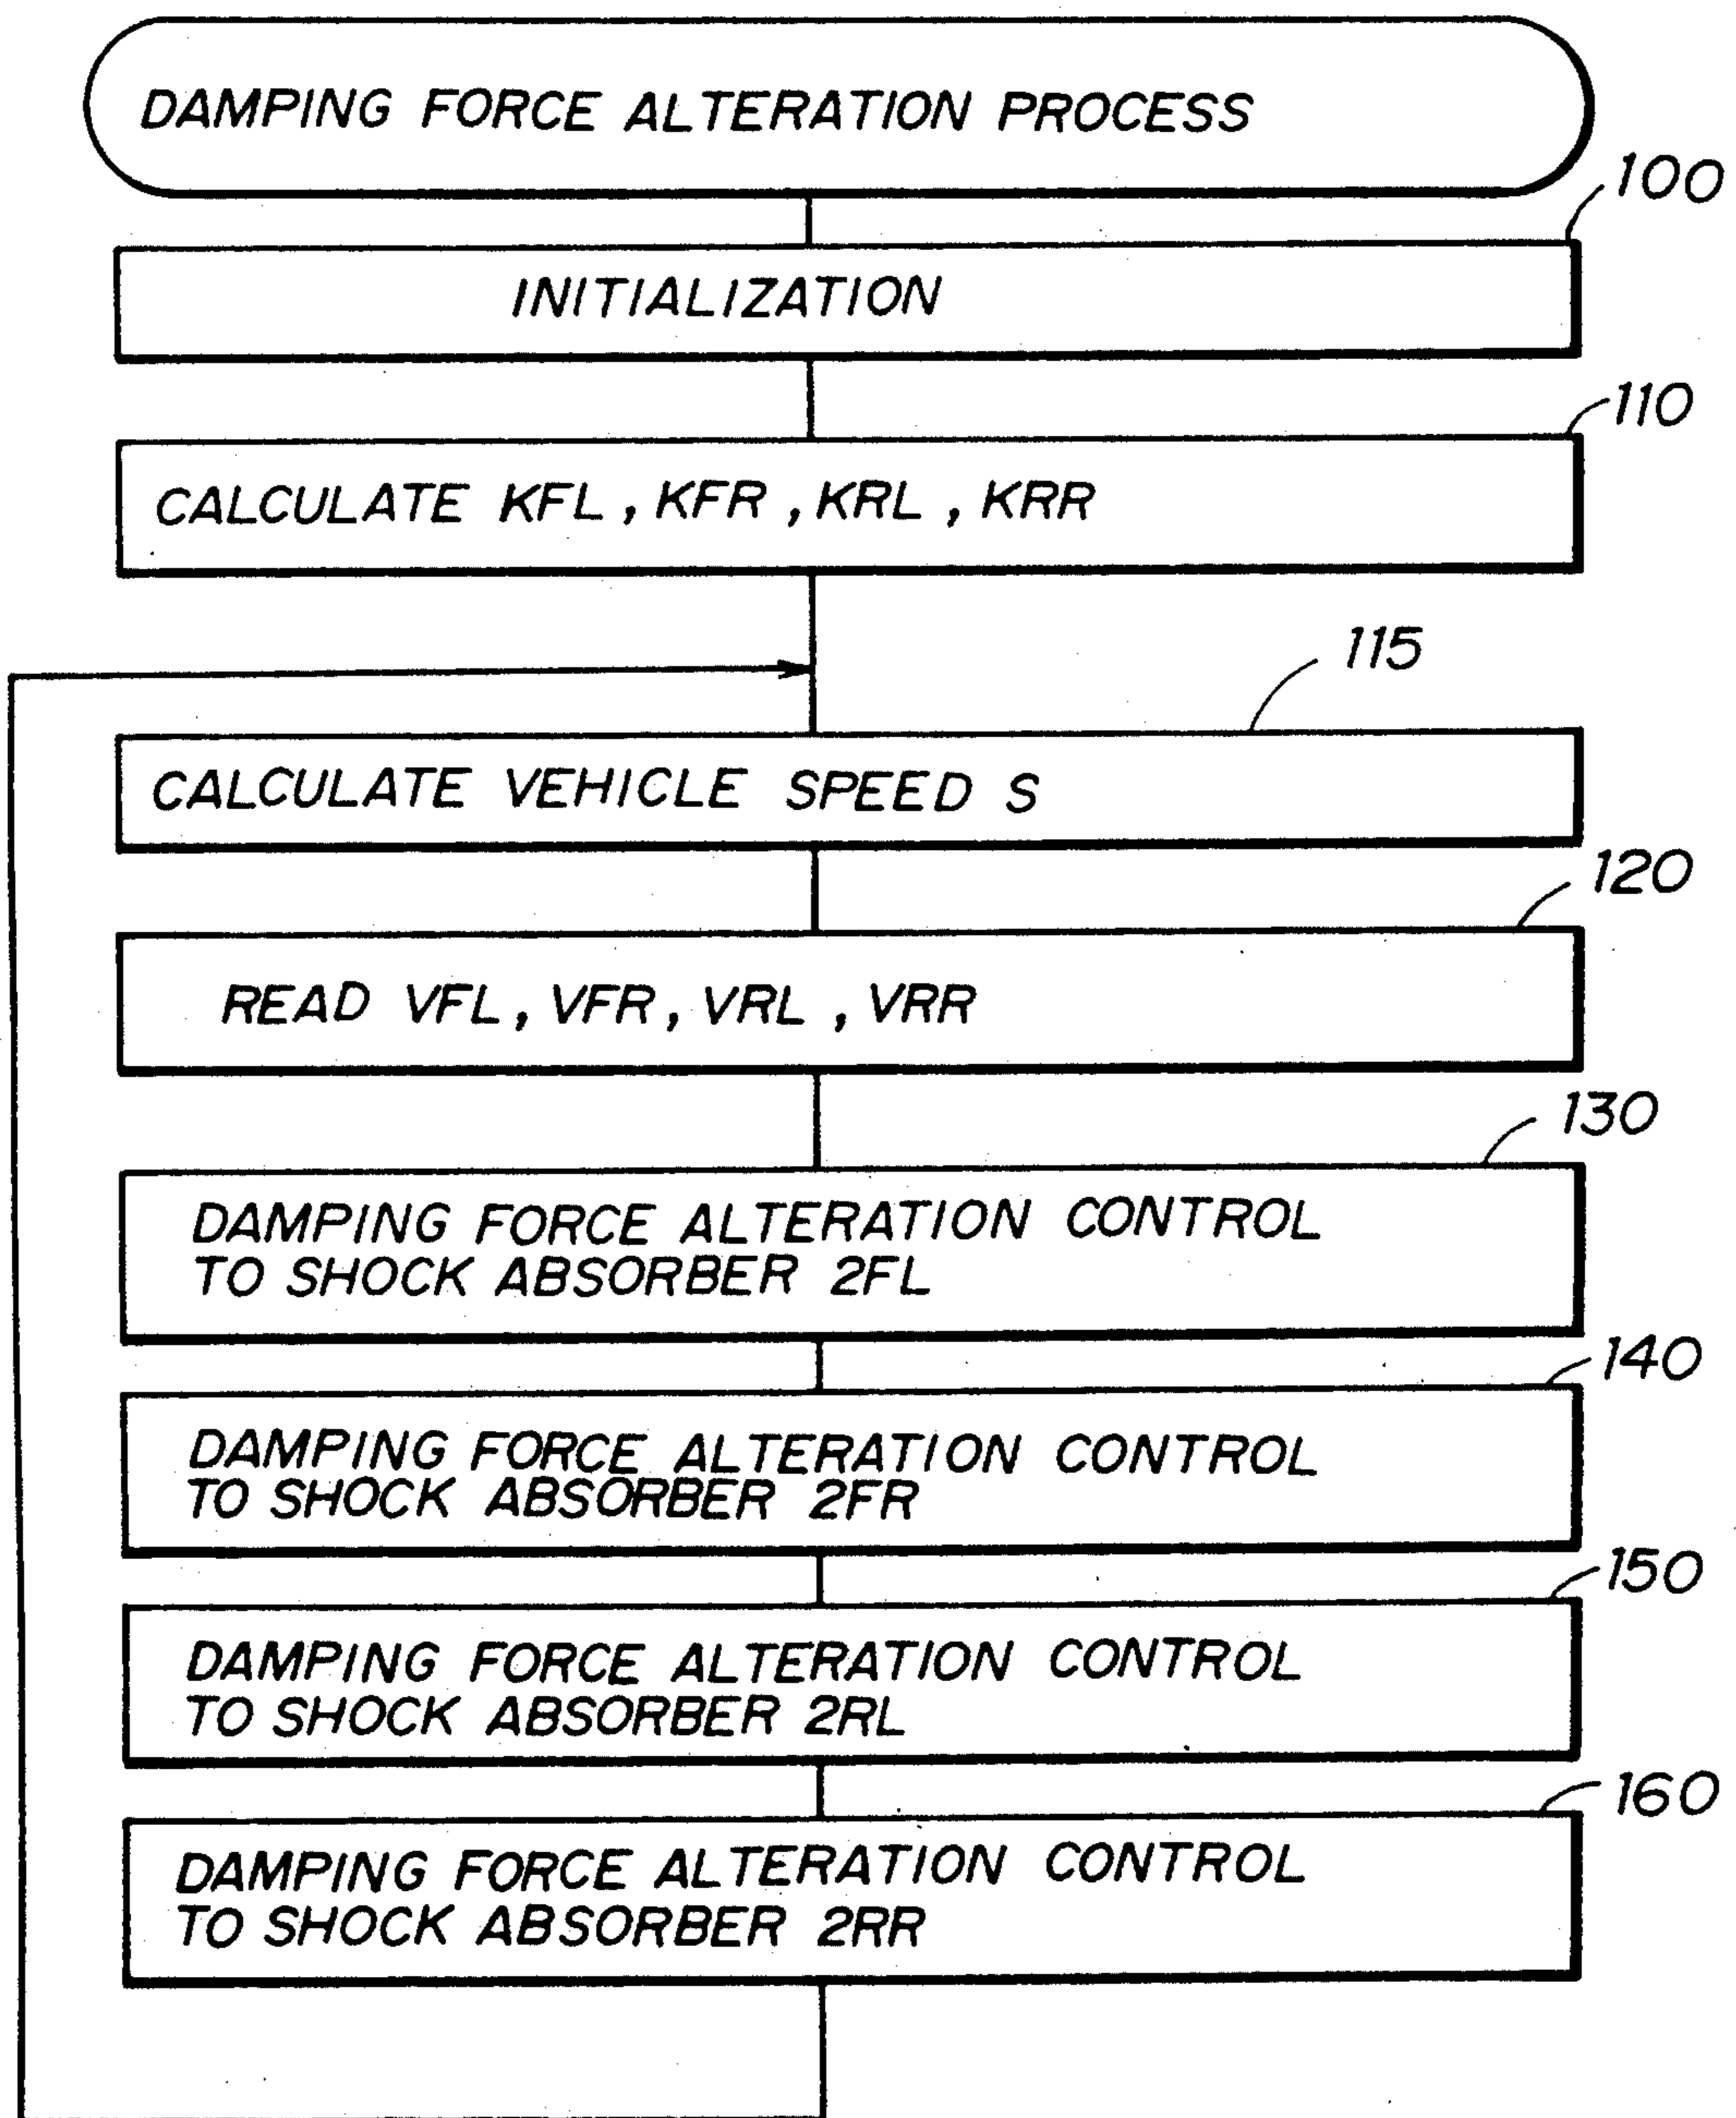 DAMPING FORCE ALTERATION PROCESS
100
INITIALIZATION
110
CALCULATE KFL, KFR, KRL, KRR
115
CALCULATE VEHICLE SPEED S
120
READ VFL, VFR, VRL, VRR
130
DAMPING FORCE ALTERATION CONTROL
TO SHOCK ABSORBER 2FL
140
DAMPING FORCE ALTERATION CONTROL
TO SHOCK ABSORBER 2FR
150
DAMPING FORCE ALTERATION CONTROL
TO SHOCK ABSORBER 2RL
160
DAMPING FORCE ALTERATION CONTROL
TO SHOCK ABSORBER 2RR